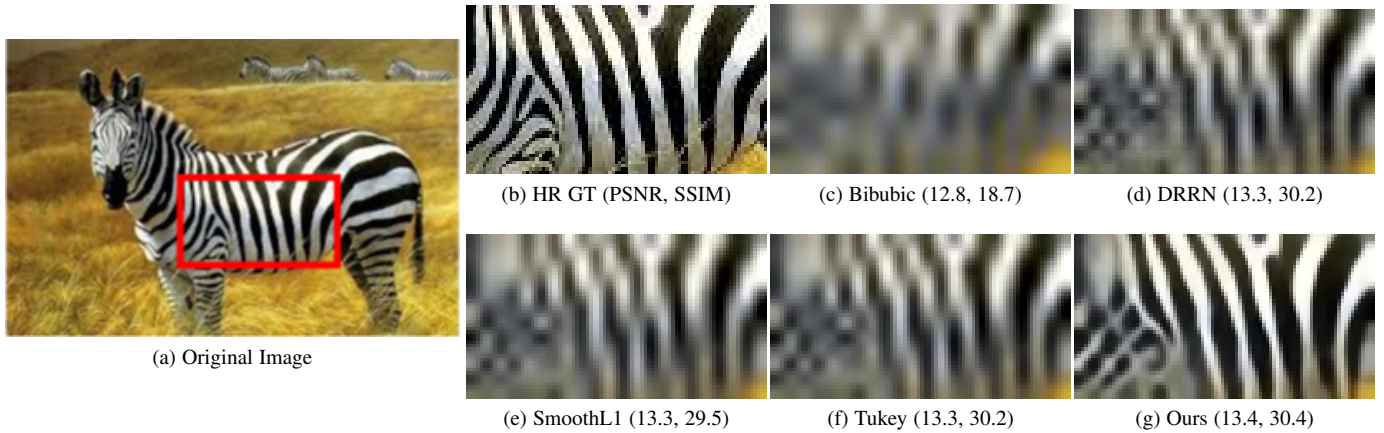 (a) Original Image
(b) HR GT (PSNR, SSIM)
(c) Bibubic (12.8, 18.7)
(d) DRRN (13.3, 30.2)
(e) SmoothL1 (13.3, 29.5)
(f) Tukey (13.3, 30.2)
(g) Ours (13.4, 30.4)